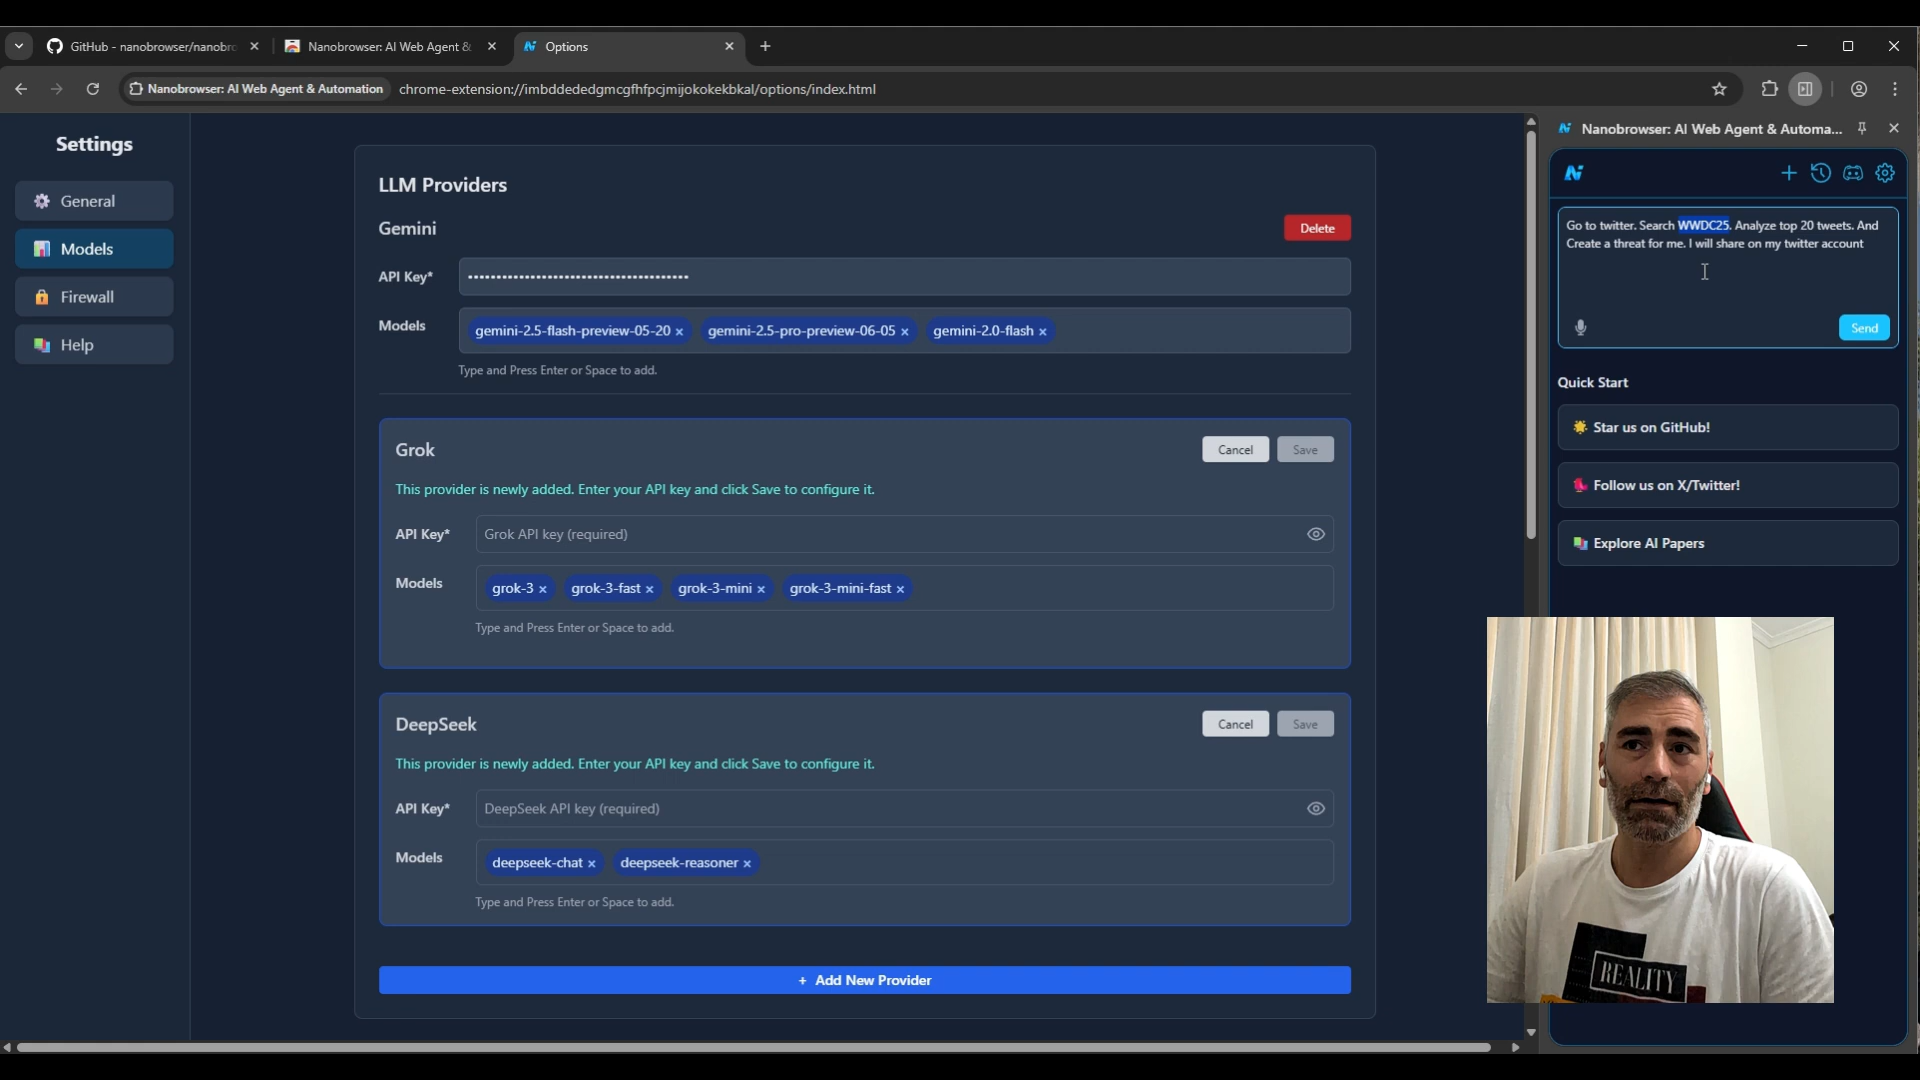 GitHub - nanobrowser/nanobro
Nanobrowser: AI Web Agent &
Options
Nanobrowser: AI Web Agent & Automation
chrome-extension://imbddededgmcgfhfpcjmijokokekbkal/options/index.html
Settings
General
Models
Firewall
Help
LLM Providers
Gemini
Delete
API Key*
••••••••••••••••••••••••••••••••••••••
Models
gemini-2.5-flash-preview-05-20 ×
gemini-2.5-pro-preview-06-05 ×
gemini-2.0-flash ×
Type and Press Enter or Space to add.
Grok
Cancel
Save
This provider is newly added. Enter your API key and click Save to configure it.
API Key*
Grok API key (required)
Models
grok-3 ×
grok-3-fast ×
grok-3-mini ×
grok-3-mini-fast ×
Type and Press Enter or Space to add.
DeepSeek
Cancel
Save
This provider is newly added. Enter your API key and click Save to configure it.
API Key*
DeepSeek API key (required)
Models
deepseek-chat ×
deepseek-reasoner ×
Type and Press Enter or Space to add.
+ Add New Provider
Nanobrowser: AI Web Agent & Automa...
Go to twitter. Search WWDC25. Analyze top 20 tweets. And
Create a threat for me. I will share on my twitter account
Send
Quick Start
Star us on GitHub!
Follow us on X/Twitter!
Explore AI Papers
REALITY